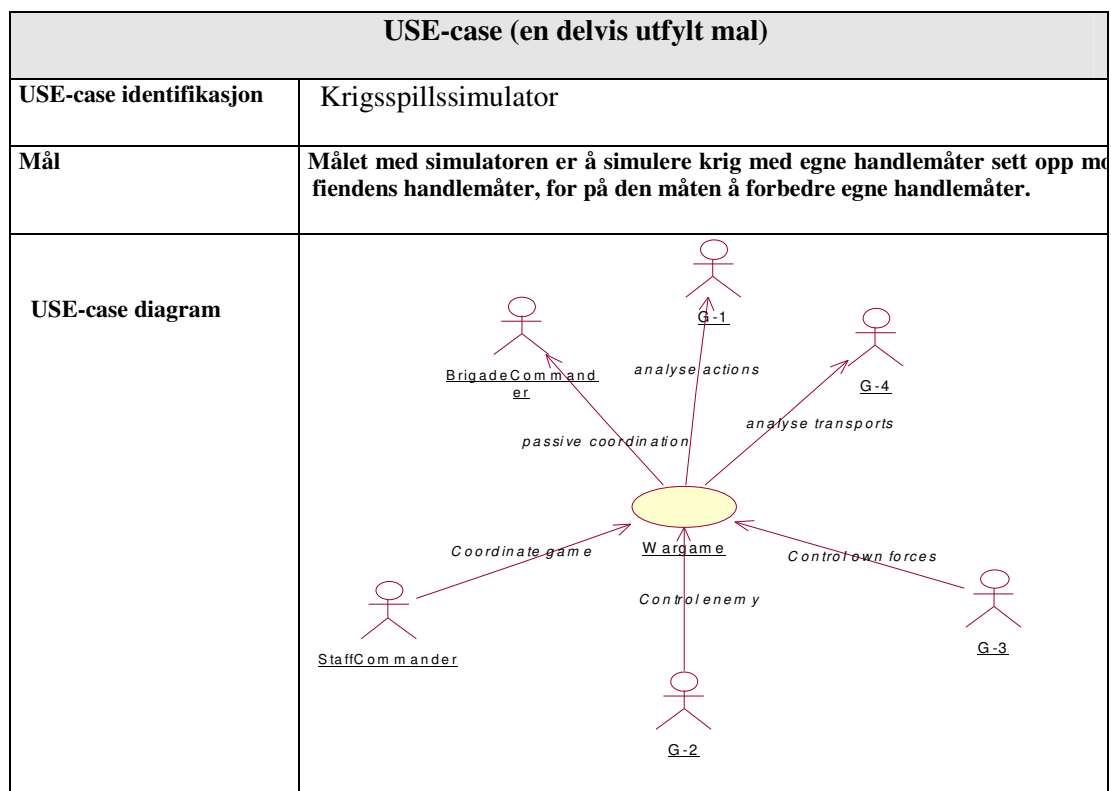 USE-case (en delvis utfylt mal)
USE-case identifikasjon
Krigsspillssimulator
Mål
Målet med simulatoren er å simulere krig med egne handlemåter sett opp mo
fiendens handlemåter, for på den måten å forbedre egne handlemåter.
USE-case diagram
G-1
BrigadeCommand
er
analyse actions
G-4
analyse transports
passive coordination
Coordinate game
Wargame
Control own forces
Control enemy
StaffCommander
G-3
G-2